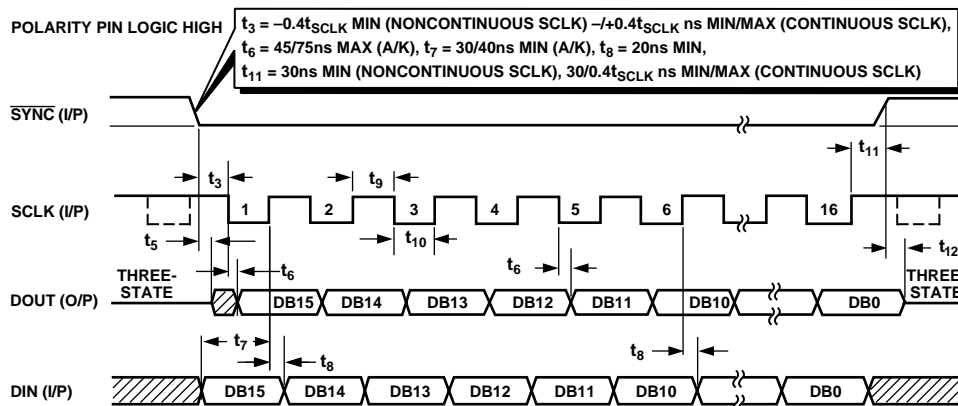 POLARITY PIN LOGIC HIGH
t3 = –0.4tSCLK MIN (NONCONTINUOUS SCLK) –/+0.4tSCLK ns MIN/MAX (CONTINUOUS SCLK),
t6 = 45/75ns MAX (A/K), t7 = 30/40ns MIN (A/K), t8 = 20ns MIN,
t11 = 30ns MIN (NONCONTINUOUS SCLK), 30/0.4tSCLK ns MIN/MAX (CONTINUOUS SCLK)
SYNC (I/P)
t11
t3
t9
SCLK (I/P)
1 2 3 4 5 6 16
t10
t5
t12
t6
t6
THREE-
STATE
THREE-
STATE
DOUT (O/P)
DB15 DB14 DB13 DB12 DB11 DB10 DB0
t7
t8
t8
DIN (I/P)
DB15 DB14 DB13 DB12 DB11 DB10 DB0